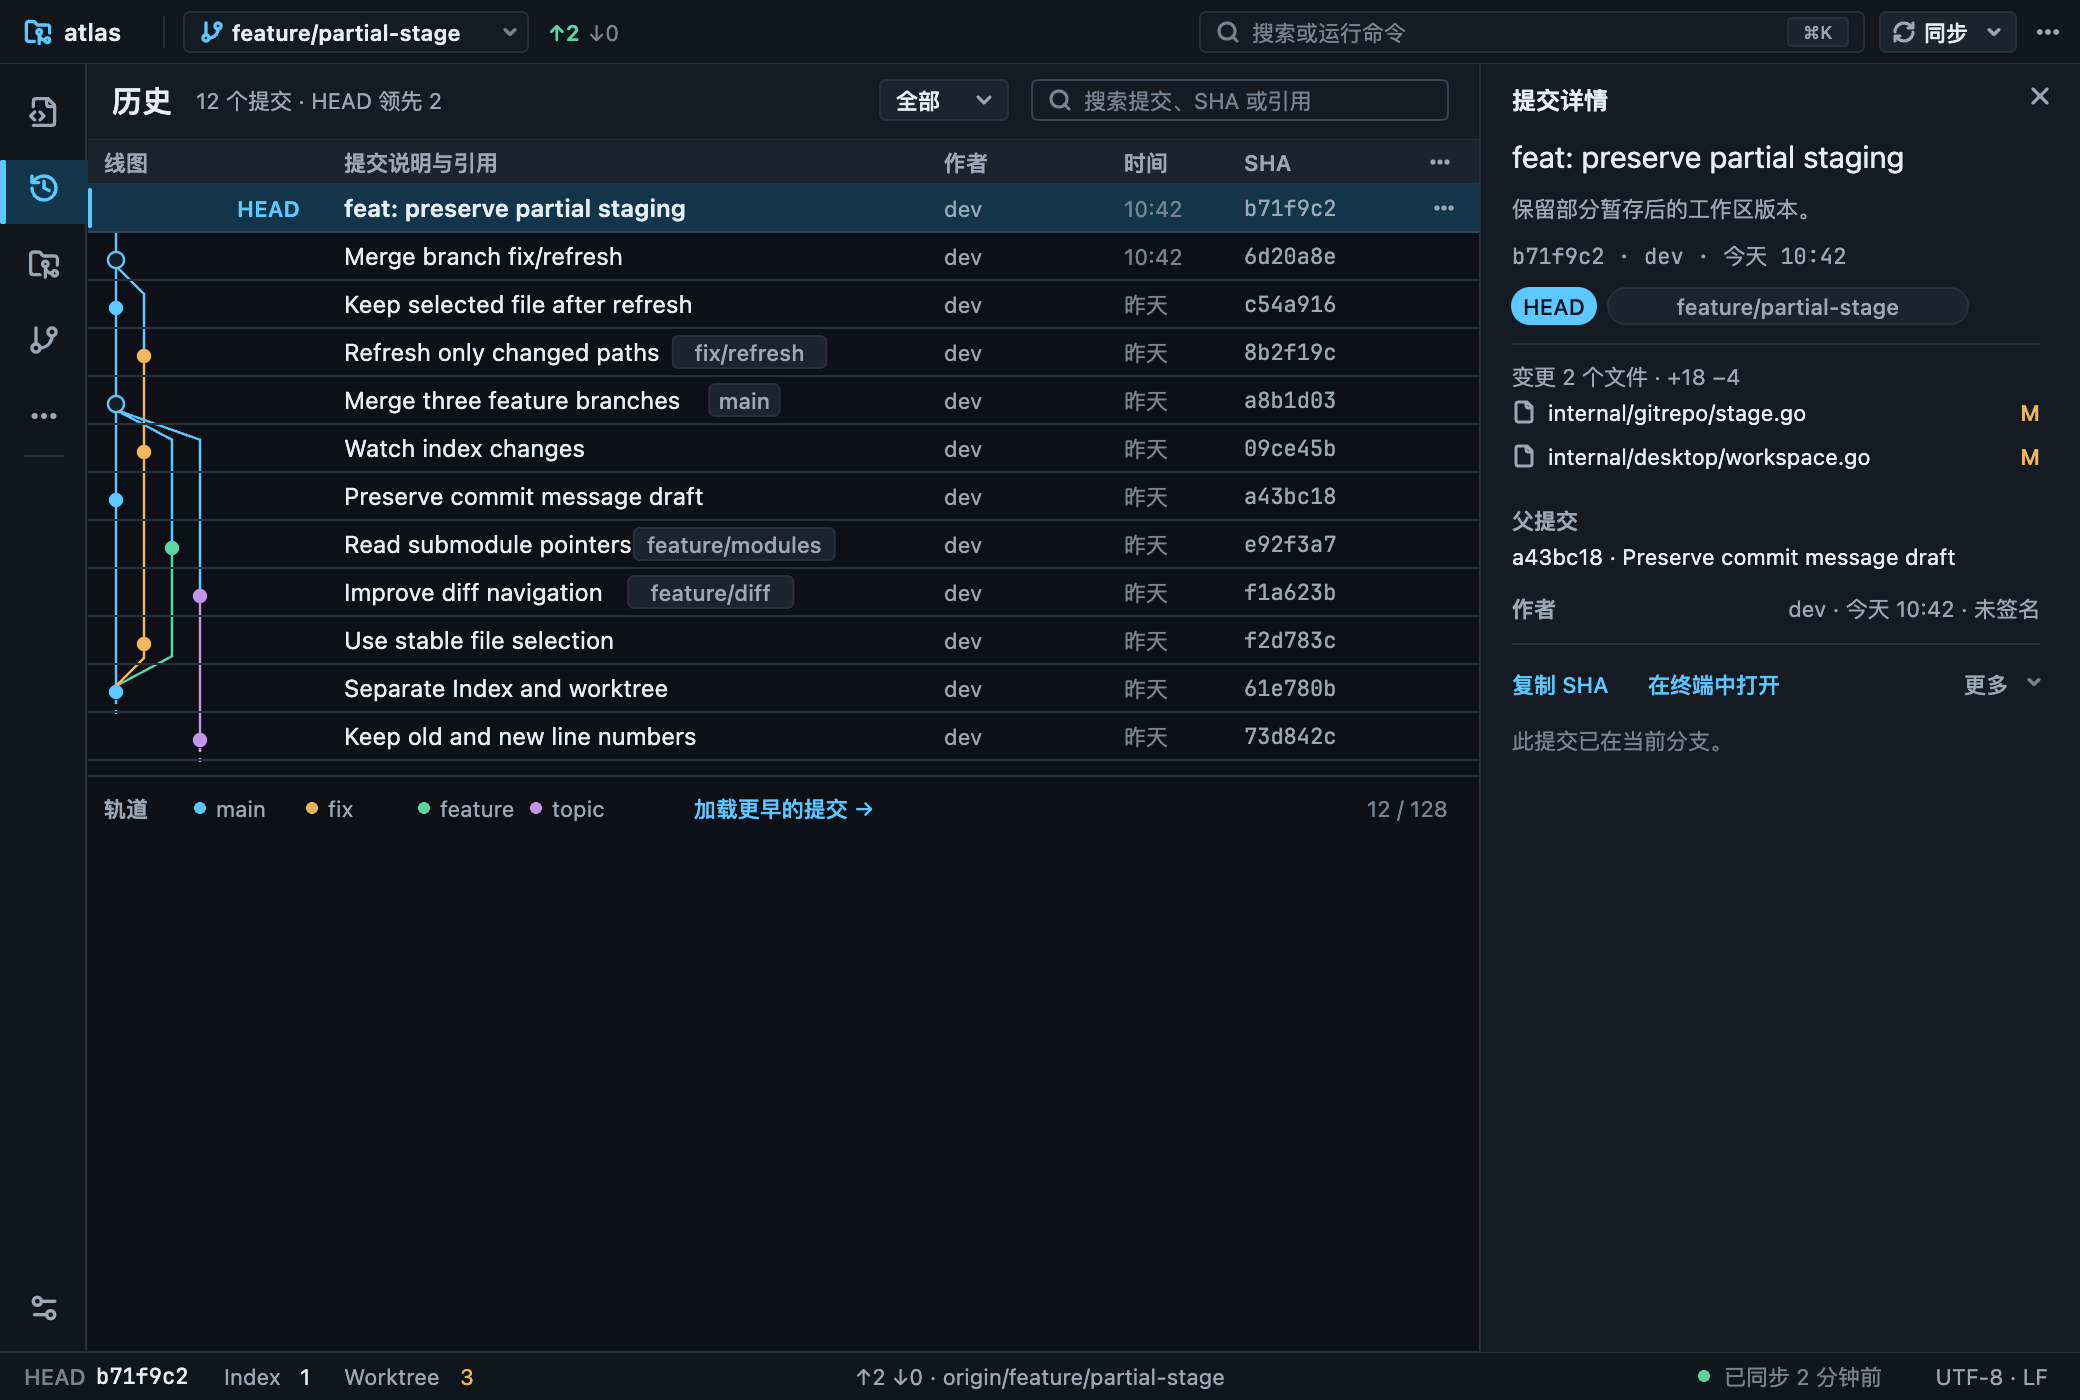 atlas feature/partial-stage ↑2 ↓0 搜索或运行命令 ⌘K 同步
历史 12 个提交 · HEAD 领先 2 全部 搜索提交、SHA 或引用
线图 提交说明与引用 作者 时间 SHA
HEAD feat: preserve partial staging dev 10:42 b71f9c2
Merge branch fix/refresh dev 10:42 6d20a8e
Keep selected file after refresh dev 昨天 c54a916
Refresh only changed paths fix/refresh dev 昨天 8b2f19c
Merge three feature branches main dev 昨天 a8b1d03
Watch index changes dev 昨天 09ce45b
Preserve commit message draft dev 昨天 a43bc18
Read submodule pointers feature/modules dev 昨天 e92f3a7
Improve diff navigation feature/diff dev 昨天 f1a623b
Use stable file selection dev 昨天 f2d783c
Separate Index and worktree dev 昨天 61e780b
Keep old and new line numbers dev 昨天 73d842c
轨道 main fix feature topic 加载更早的提交 → 12 / 128
提交详情
feat: preserve partial staging
保留部分暂存后的工作区版本。
b71f9c2 · dev · 今天 10:42
HEAD feature/partial-stage
变更 2 个文件 · +18 −4
internal/gitrepo/stage.go M
internal/desktop/workspace.go M
父提交
a43bc18 · Preserve commit message draft
作者 dev · 今天 10:42 · 未签名
复制 SHA 在终端中打开 更多
此提交已在当前分支。
HEAD b71f9c2 Index 1 Worktree 3 ↑2 ↓0 · origin/feature/partial-stage 已同步 2 分钟前 UTF-8 · LF